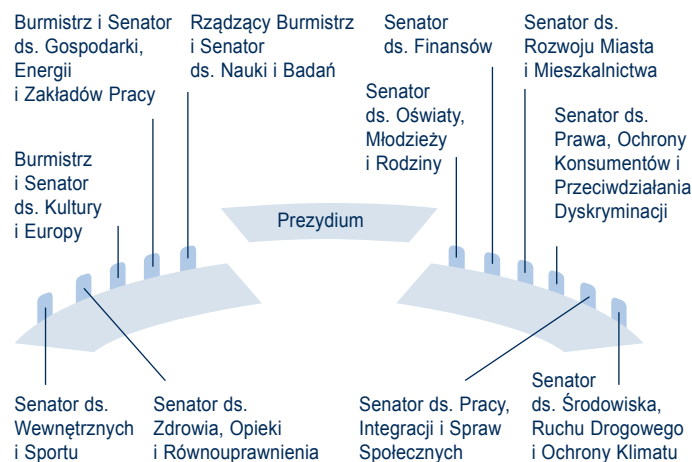 Burmistrz i Senator
ds. Gospodarki,
Energii
i Zakładów Pracy
Rządzący Burmistrz
i Senator
ds. Nauki i Badań
Senator
ds. Finansów
Senator ds.
Rozwoju Miasta
i Mieszkalnictwa
Senator
ds. Oświaty,
Młodzieży
i Rodziny
Senator ds.
Prawa, Ochrony
Konsumentów i
Przeciwdziałania
Dyskryminacji
Burmistrz
i Senator
ds. Kultury
i Europy
Prezydium
Senator ds.
Wewnętrznych
i Sportu
Senator ds.
Zdrowia, Opieki
i Równouprawnienia
Senator ds. Pracy,
Integracji i Spraw
Społecznych
Senator
ds. Środowiska,
Ruchu Drogowego
i Ochrony Klimatu